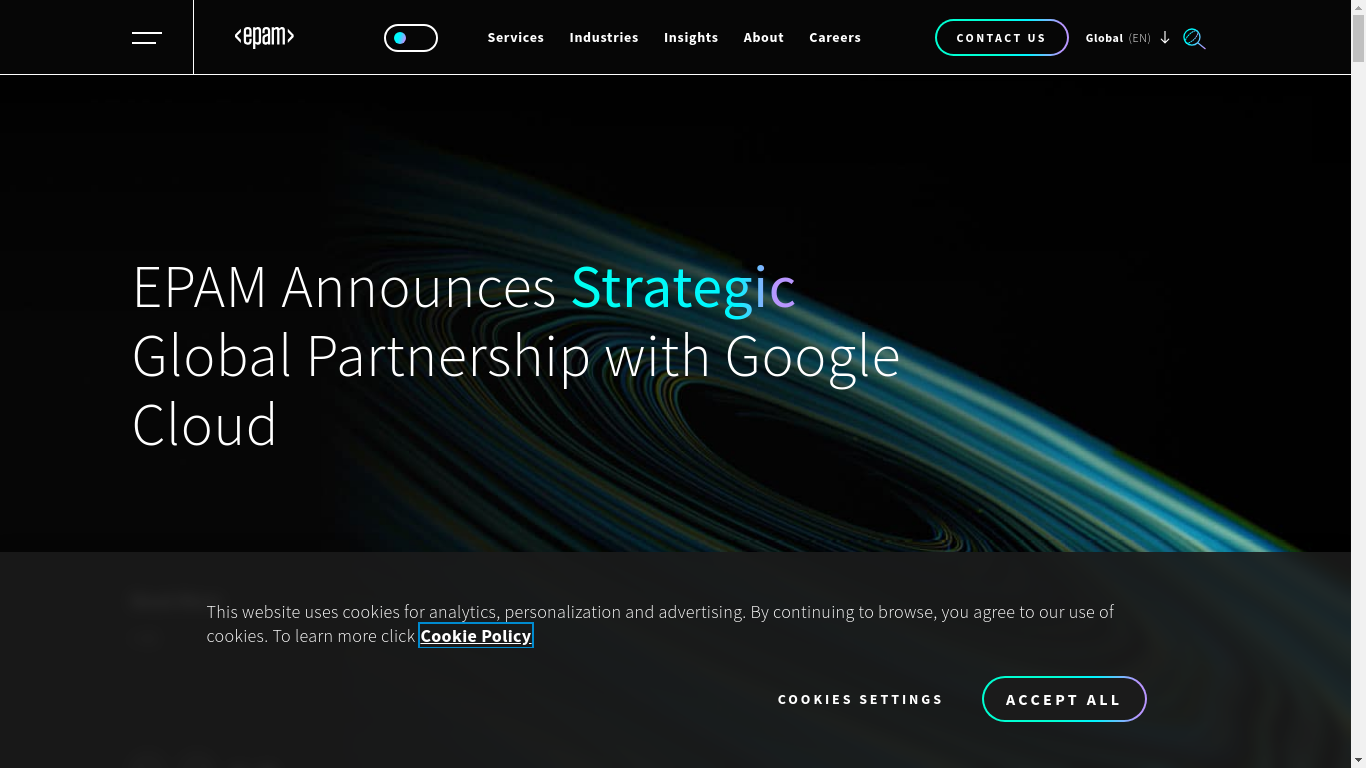 <epam>
Services
Industries
Insights
About
Careers
CONTACT US
Global (EN)
EPAM Announces Strategic
Global Partnership with Google
Cloud
This website uses cookies for analytics, personalization and advertising. By continuing to browse, you agree to our use of
cookies. To learn more click Cookie Policy
COOKIES SETTINGS
ACCEPT ALL